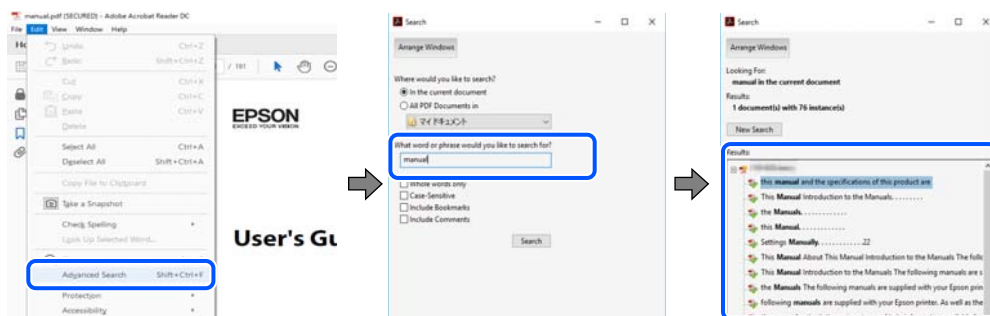 manual.pdf (SECURED) - Adobe Acrobat Reader DC
File Edit View Window Help
Undo Ctrl+Z
Redo Shift+Ctrl+Z
Cut Ctrl+X
Copy Ctrl+C
Paste Ctrl+V
Delete
Select All Ctrl+A
Deselect All Shift+Ctrl+A
Copy File to Clipboard
Take a Snapshot
Check Spelling
Look Up Selected Word...
Advanced Search Shift+Ctrl+F
Protection
Accessibility
/ 191
EPSON
EXCEED YOUR VISION
User's Gu
Search
Arrange Windows
Where would you like to search?
In the current document
All PDF Documents in
マイ ドキュメント
What word or phrase would you like to search for?
manual
Whole words only
Case-Sensitive
Include Bookmarks
Include Comments
Search
Search
Arrange Windows
Looking For:
manual in the current document
Results:
1 document(s) with 76 instance(s)
New Search
Results:
this manual and the specifications of this product are
This Manual Introduction to the Manuals. . . . . . . . .
the Manuals. . . . . . . . . . . . .
this Manual. . . . . . . . . . . . .
Settings Manually. . . . . . . . . . . . . 22
This Manual About This Manual Introduction to the Manuals The follo
This Manual Introduction to the Manuals The following manuals are s
the Manuals The following manuals are supplied with your Epson prin
following manuals are supplied with your Epson printer. As well as the